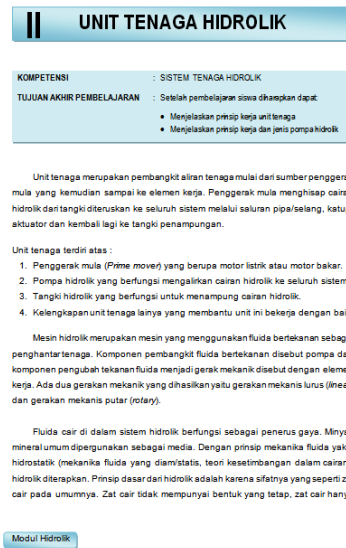 II UNIT TENAGA HIDROLIK
KOMPETENSI : SISTEM TENAGA HIDROLIK
TUJUAN AKHIR PEMBELAJARAN : Setelah pembelajaran siswa diharapkan dapat:
• Menjelaskan prinsip kerja unit tenaga
• Menjelaskan prinsip kerja dan jenis pompa hidrolik
Unit tenaga merupakan pembangkit aliran tenaga mulai dari sumber penggera
mula yang kemudian sampai ke elemen kerja. Penggerak mula menghisap caira
hidrolik dari tangki diteruskan ke seluruh sistem melalui saluran pipa/selang, katu
aktuator dan kembali lagi ke tangki penampungan.
Unit tenaga terdiri atas :
1. Penggerak mula (Prime mover) yang berupa motor listrik atau motor bakar.
2. Pompa hidrolik yang berfungsi mengalirkan cairan hidrolik ke seluruh sistem
3. Tangki hidrolik yang berfungsi untuk menampung cairan hidrolik.
4. Kelengkapan unit tenaga lainya yang membantu unit ini bekerja dengan bai
Mesin hidrolik merupakan mesin yang menggunakan fluida bertekanan sebag
penghantar tenaga. Komponen pembangkit fluida bertekanan disebut pompa da
komponen pengubah tekanan fluida menjadi gerak mekanik disebut dengan eleme
kerja. Ada dua gerakan mekanik yang dihasilkan yaitu gerakan mekanis lurus (linea
dan gerakan mekanis putar (rotary).
Fluida cair di dalam sistem hidrolik berfungsi sebagai penerus gaya. Minya
mineral umum dipergunakan sebagai media. Dengan prinsip mekanika fluida yak
hidrostatik (mekanika fluida yang diam/statis, teori kesetimbangan dalam cairan
hidrolik diterapkan. Prinsip dasar dari hidrolik adalah karena sifatnya yang seperti z
cair pada umumnya. Zat cair tidak mempunyai bentuk yang tetap, zat cair hany
Modul Hidrolik